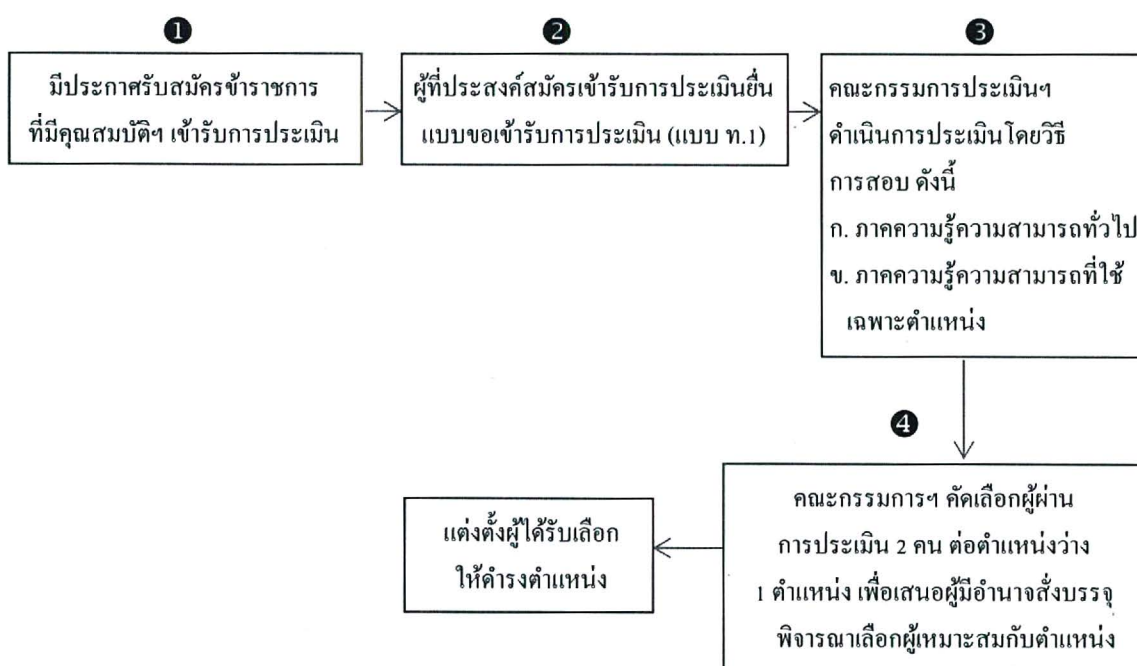 ❶
มีประกาศรับสมัครข้าราชการ
ที่มีคุณสมบัติฯ เข้ารับการประเมิน
❷
ผู้ที่ประสงค์สมัครเข้ารับการประเมินยื่น
แบบขอเข้ารับการประเมิน (แบบ ท.1)
❸
คณะกรรมการประเมินฯ
ดำเนินการประเมินโดยวิธี
การสอบ ดังนี้
ก. ภาคความรู้ความสามารถทั่วไป
ข. ภาคความรู้ความสามารถที่ใช้
เฉพาะตำแหน่ง
❹
คณะกรรมการฯ คัดเลือกผู้ผ่าน
การประเมิน 2 คน ต่อตำแหน่งว่าง
1 ตำแหน่ง เพื่อเสนอผู้มีอำนาจสั่งบรรจุ
พิจารณาเลือกผู้เหมาะสมกับตำแหน่ง
แต่งตั้งผู้ได้รับเลือก
ให้ดำรงตำแหน่ง